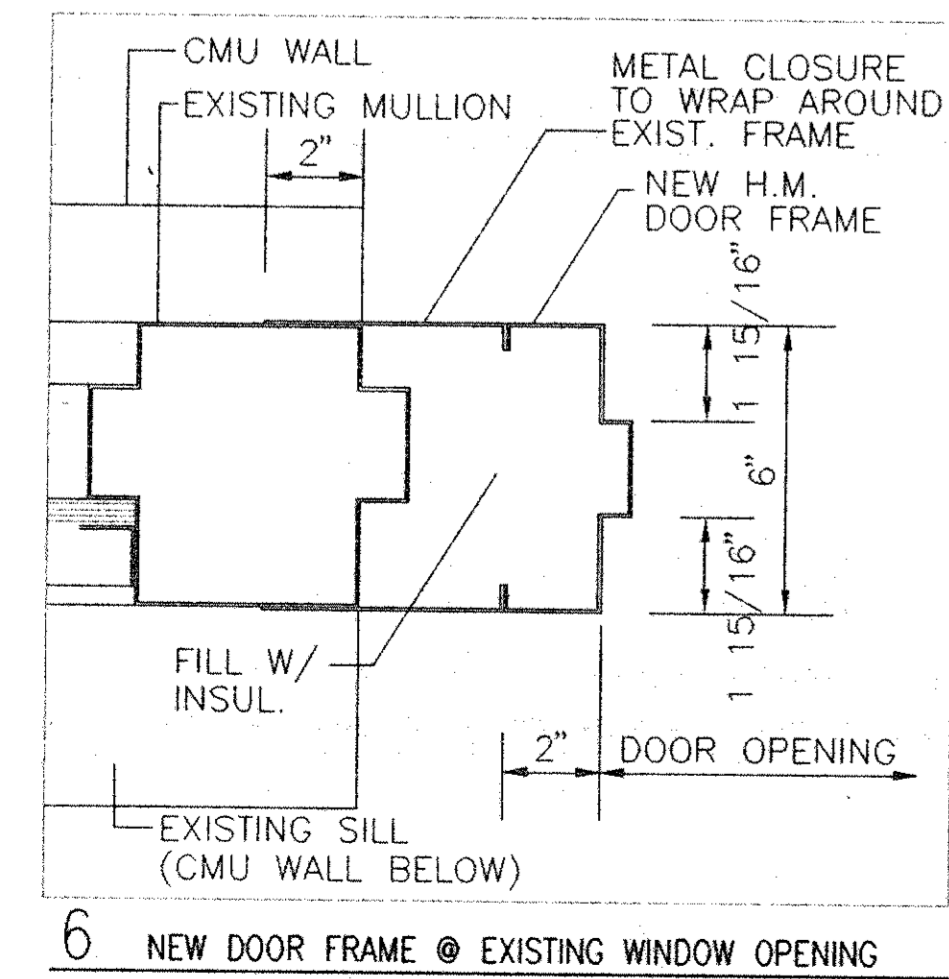 CMU WALL
EXISTING MULLION
2"
METAL CLOSURE
TO WRAP AROUND
EXIST. FRAME
NEW H.M.
DOOR FRAME
1 15/16"
6"
1 15/16"
FILL W/
INSUL.
2"
DOOR OPENING
EXISTING SILL
(CMU WALL BELOW)
6 NEW DOOR FRAME @ EXISTING WINDOW OPENING